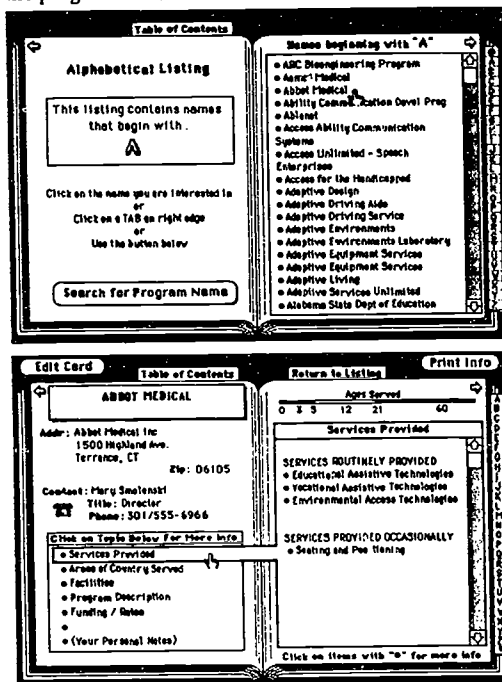 Table of Contents
Alphabetical Listing
This listing contains names
that begin with .
A
Click on the name you are interested in
or
Click on a TAB on right edge
or
Use the button below
Search for Program Name
Names beginning with "A"
• ARC Bioengineering Program
Medical
• Abbot Medical
• Ability Communication Devel Prog
• Ablenet
• Access Ability Communication
Systems
• Access Unlimited - Speech
Enterprises
• Access for the Handicapped
• Adaptive Design
• Adaptive Driving Aids
• Adaptive Driving Service
• Adaptive Environments
• Adaptive Environments Laboratory
• Adaptive Equipment Services
• Adaptive Equipment Services
• Adaptive Living
• Adaptive Services Unlimited
• Alabama State Dept of Education
Edit Card
Table of Contents
ABBOT MEDICAL
Addr: Abbot Medical Inc
1500 Highland Ave.
Terrance, CT
Zip: 06105
Contact: Mary Smolenski
Title: Director
Phone: 301/555-6966
Click on Topic Below For More Info
• Services Provided
• Areas of Country Served
• Facilities
• Program Description
• Funding / Rates
•
• (Your Personal Notes)
Return to Listing
Print Info
Ages Served
0 3 5 12 21 60
Services Provided
SERVICES ROUTINELY PROVIDED
• Educational Assistive Technologies
• Vocational Assistive Technologies
• Environmental Access Technologies
SERVICES PROVIDED OCCASIONALLY
• Seating and Positioning
Click on items with "•" for more info